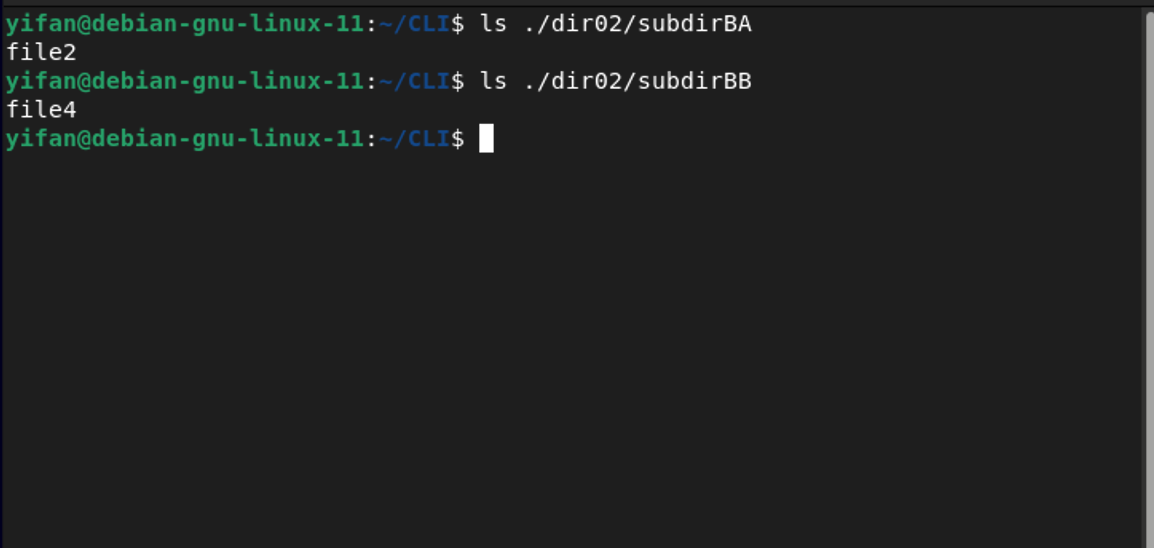 yifan@debian-gnu-linux-11:~/CLI$ ls ./dir02/subdirBA
file2
yifan@debian-gnu-linux-11:~/CLI$ ls ./dir02/subdirBB
file4
yifan@debian-gnu-linux-11:~/CLI$